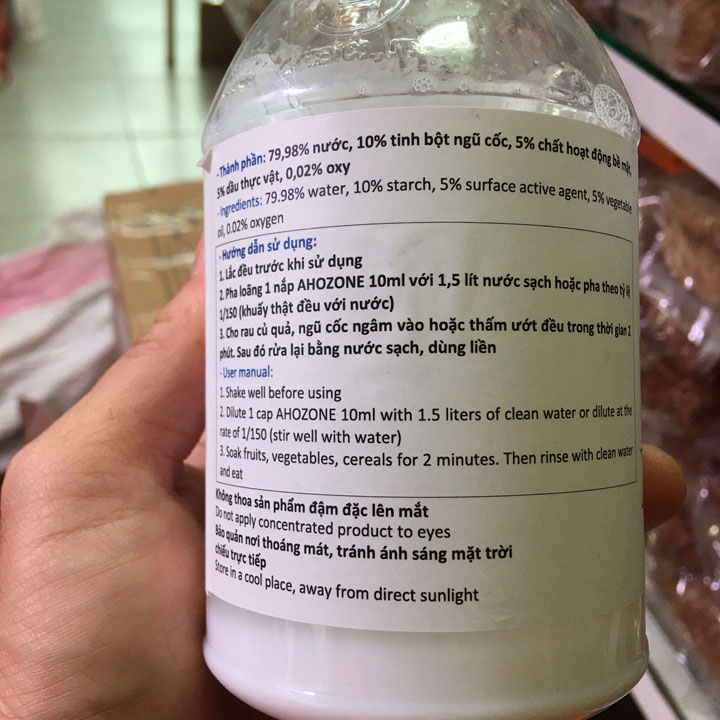 - Thành phần: 79,98% nước, 10% tinh bột ngũ cốc, 5% chất hoạt động bề mặt,
5% dầu thực vật, 0,02% oxy
- Ingredients: 79.98% water, 10% starch, 5% surface active agent, 5% vegetable
oil, 0.02% oxygen
- Hướng dẫn sử dụng:
1. Lắc đều trước khi sử dụng
2. Pha loãng 1 nắp AHOZONE 10ml với 1,5 lít nước sạch hoặc pha theo tỷ lệ
1/150 (khuấy thật đều với nước)
3. Cho rau củ quả, ngũ cốc ngâm vào hoặc thấm ướt đều trong thời gian 2
phút. Sau đó rửa lại bằng nước sạch, dùng liền
- User manual:
1. Shake well before using
2. Dilute 1 cap AHOZONE 10ml with 1.5 liters of clean water or dilute at the
rate of 1/150 (stir well with water)
3. Soak fruits, vegetables, cereals for 2 minutes. Then rinse with clean water
and eat
Không thoa sản phẩm đậm đặc lên mắt
Do not apply concentrated product to eyes
Bảo quản nơi thoáng mát, tránh ánh sáng mặt trời
chiếu trực tiếp
Store in a cool place, away from direct sunlight